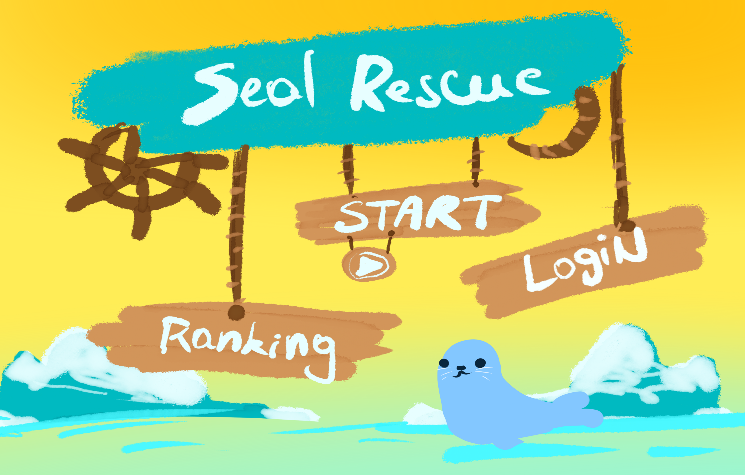 Seal Rescue
START
LogiN
Ranking